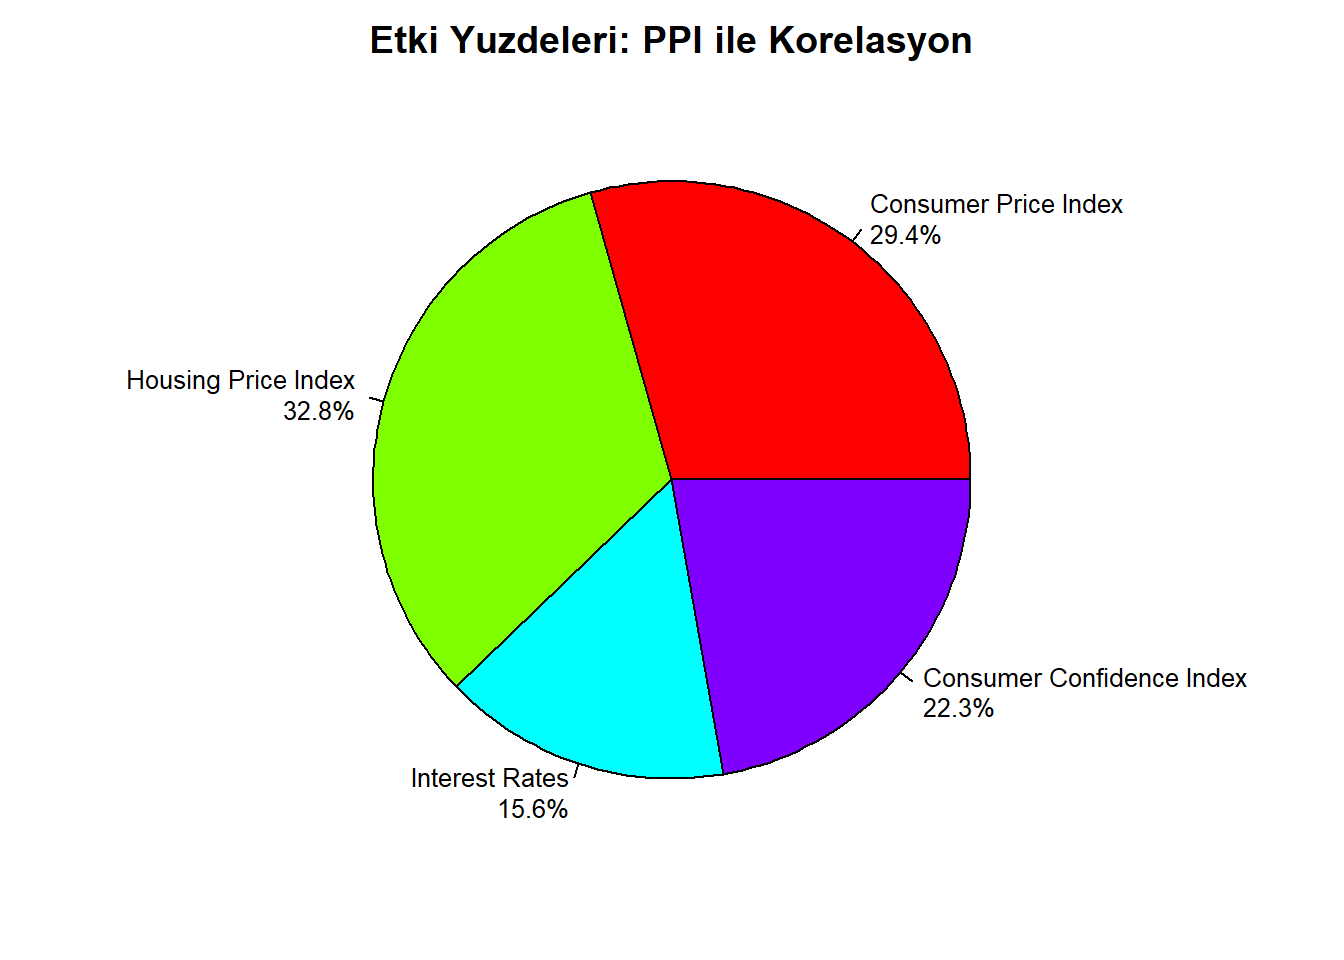 Etki Yuzdeleri: PPI ile Korelasyon
Consumer Price Index
29.4%
Housing Price Index
32.8%
Consumer Confidence Index
22.3%
Interest Rates
15.6%